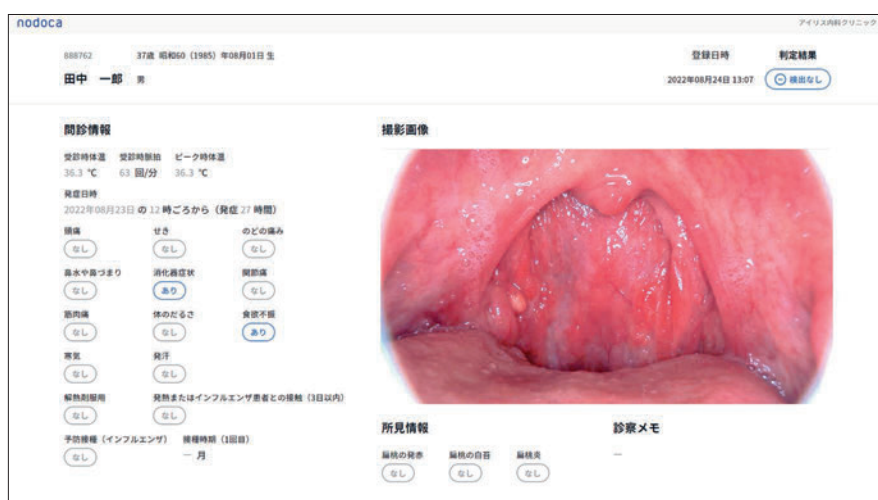 nodoca
アイリス内科クリニック
888762 37歳 昭和60（1985）年08月01日 生
田中 一郎 男
登録日時 判定結果
2022年08月24日 13:07 検出なし
問診情報
受診時体温 受診時脈拍 ピーク時体温
36.3 ℃ 63 回/分 36.3 ℃
発症日時
2022年08月23日 の 12 時ごろから（発症 27 時間）
頭痛 せき のどの痛み
なし なし なし
鼻水や鼻づまり 消化器症状 関節痛
なし あり なし
筋肉痛 体のだるさ 食欲不振
なし なし あり
寒気 発汗
なし なし
解熱剤服用 発熱またはインフルエンザ患者との接触（3日以内）
なし なし
予防接種（インフルエンザ） 接種時期（1回目）
なし ー 月
撮影画像
所見情報 診察メモ
扁桃の発赤 扁桃の白苔 扁桃炎 ー
なし なし なし